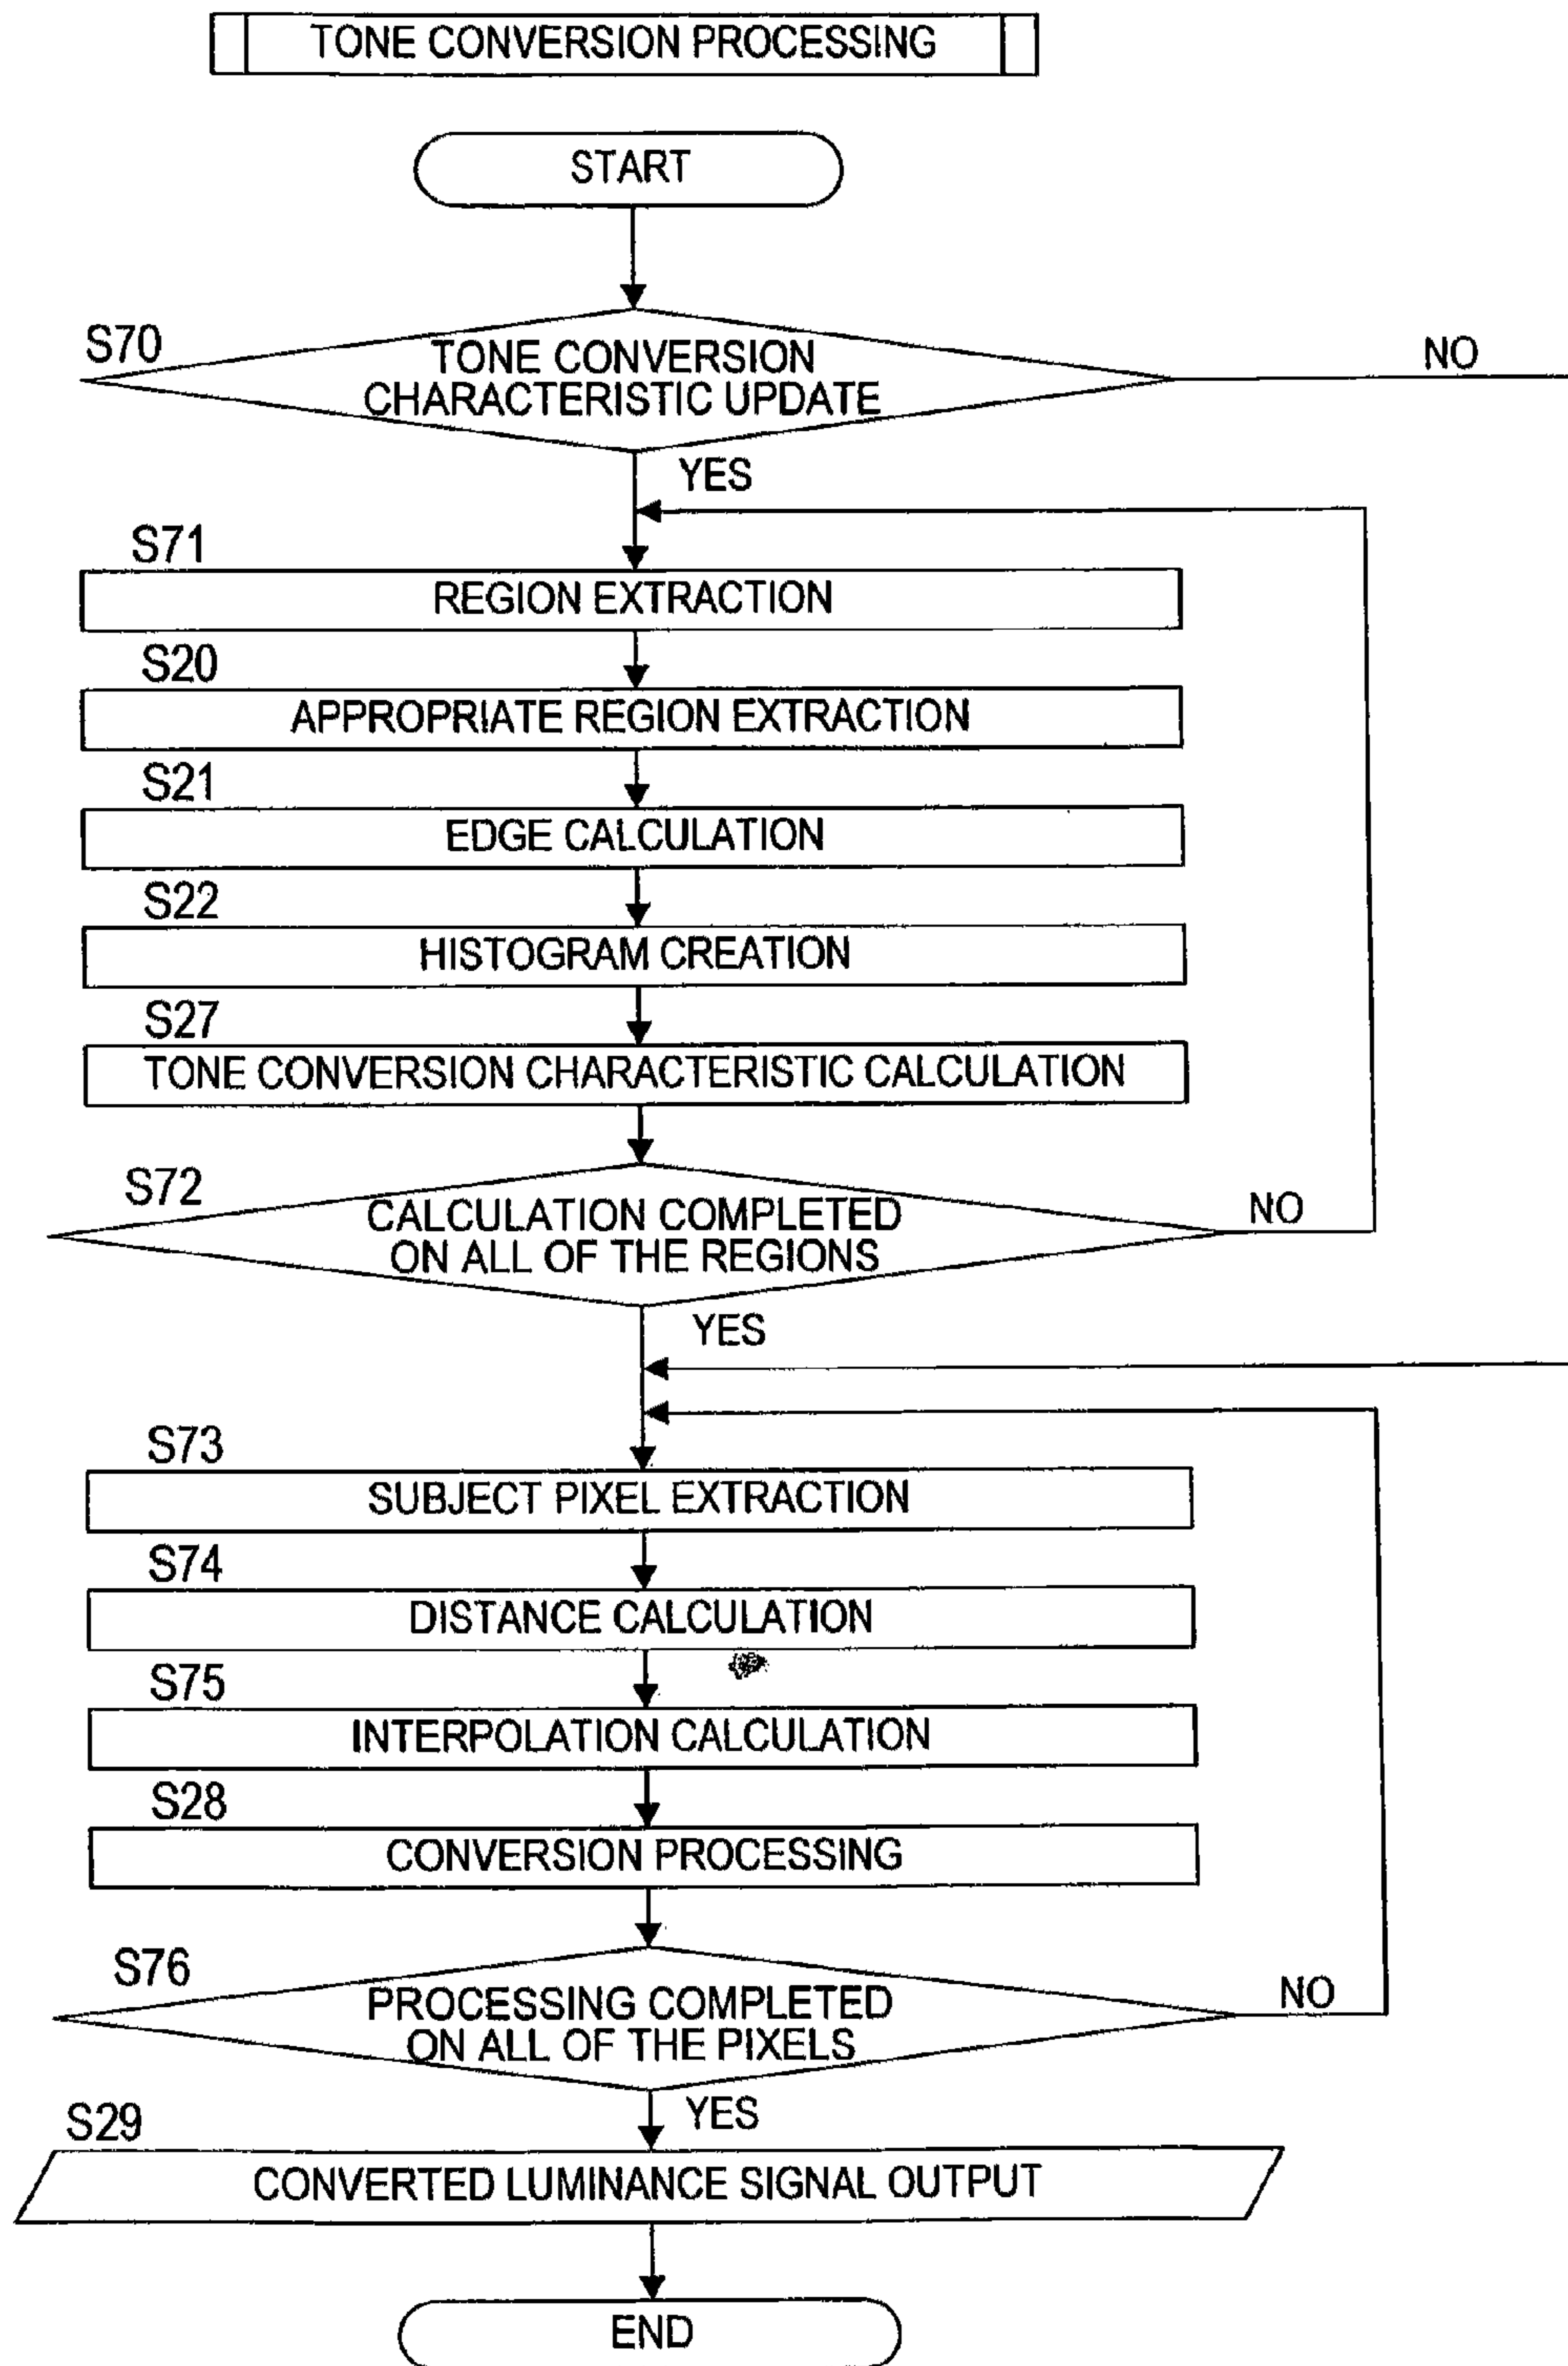 TONE CONVERSION PROCESSING
START
S70
TONE CONVERSION
CHARACTERISTIC UPDATE
NO
YES
S71
REGION EXTRACTION
S20
APPROPRIATE REGION EXTRACTION
S21
EDGE CALCULATION
S22
HISTOGRAM CREATION
S27
TONE CONVERSION CHARACTERISTIC CALCULATION
S72
CALCULATION COMPLETED
ON ALL OF THE REGIONS
NO
YES
S73
SUBJECT PIXEL EXTRACTION
S74
DISTANCE CALCULATION
S75
INTERPOLATION CALCULATION
S28
CONVERSION PROCESSING
S76
PROCESSING COMPLETED
ON ALL OF THE PIXELS
NO
YES
S29
CONVERTED LUMINANCE SIGNAL OUTPUT
END